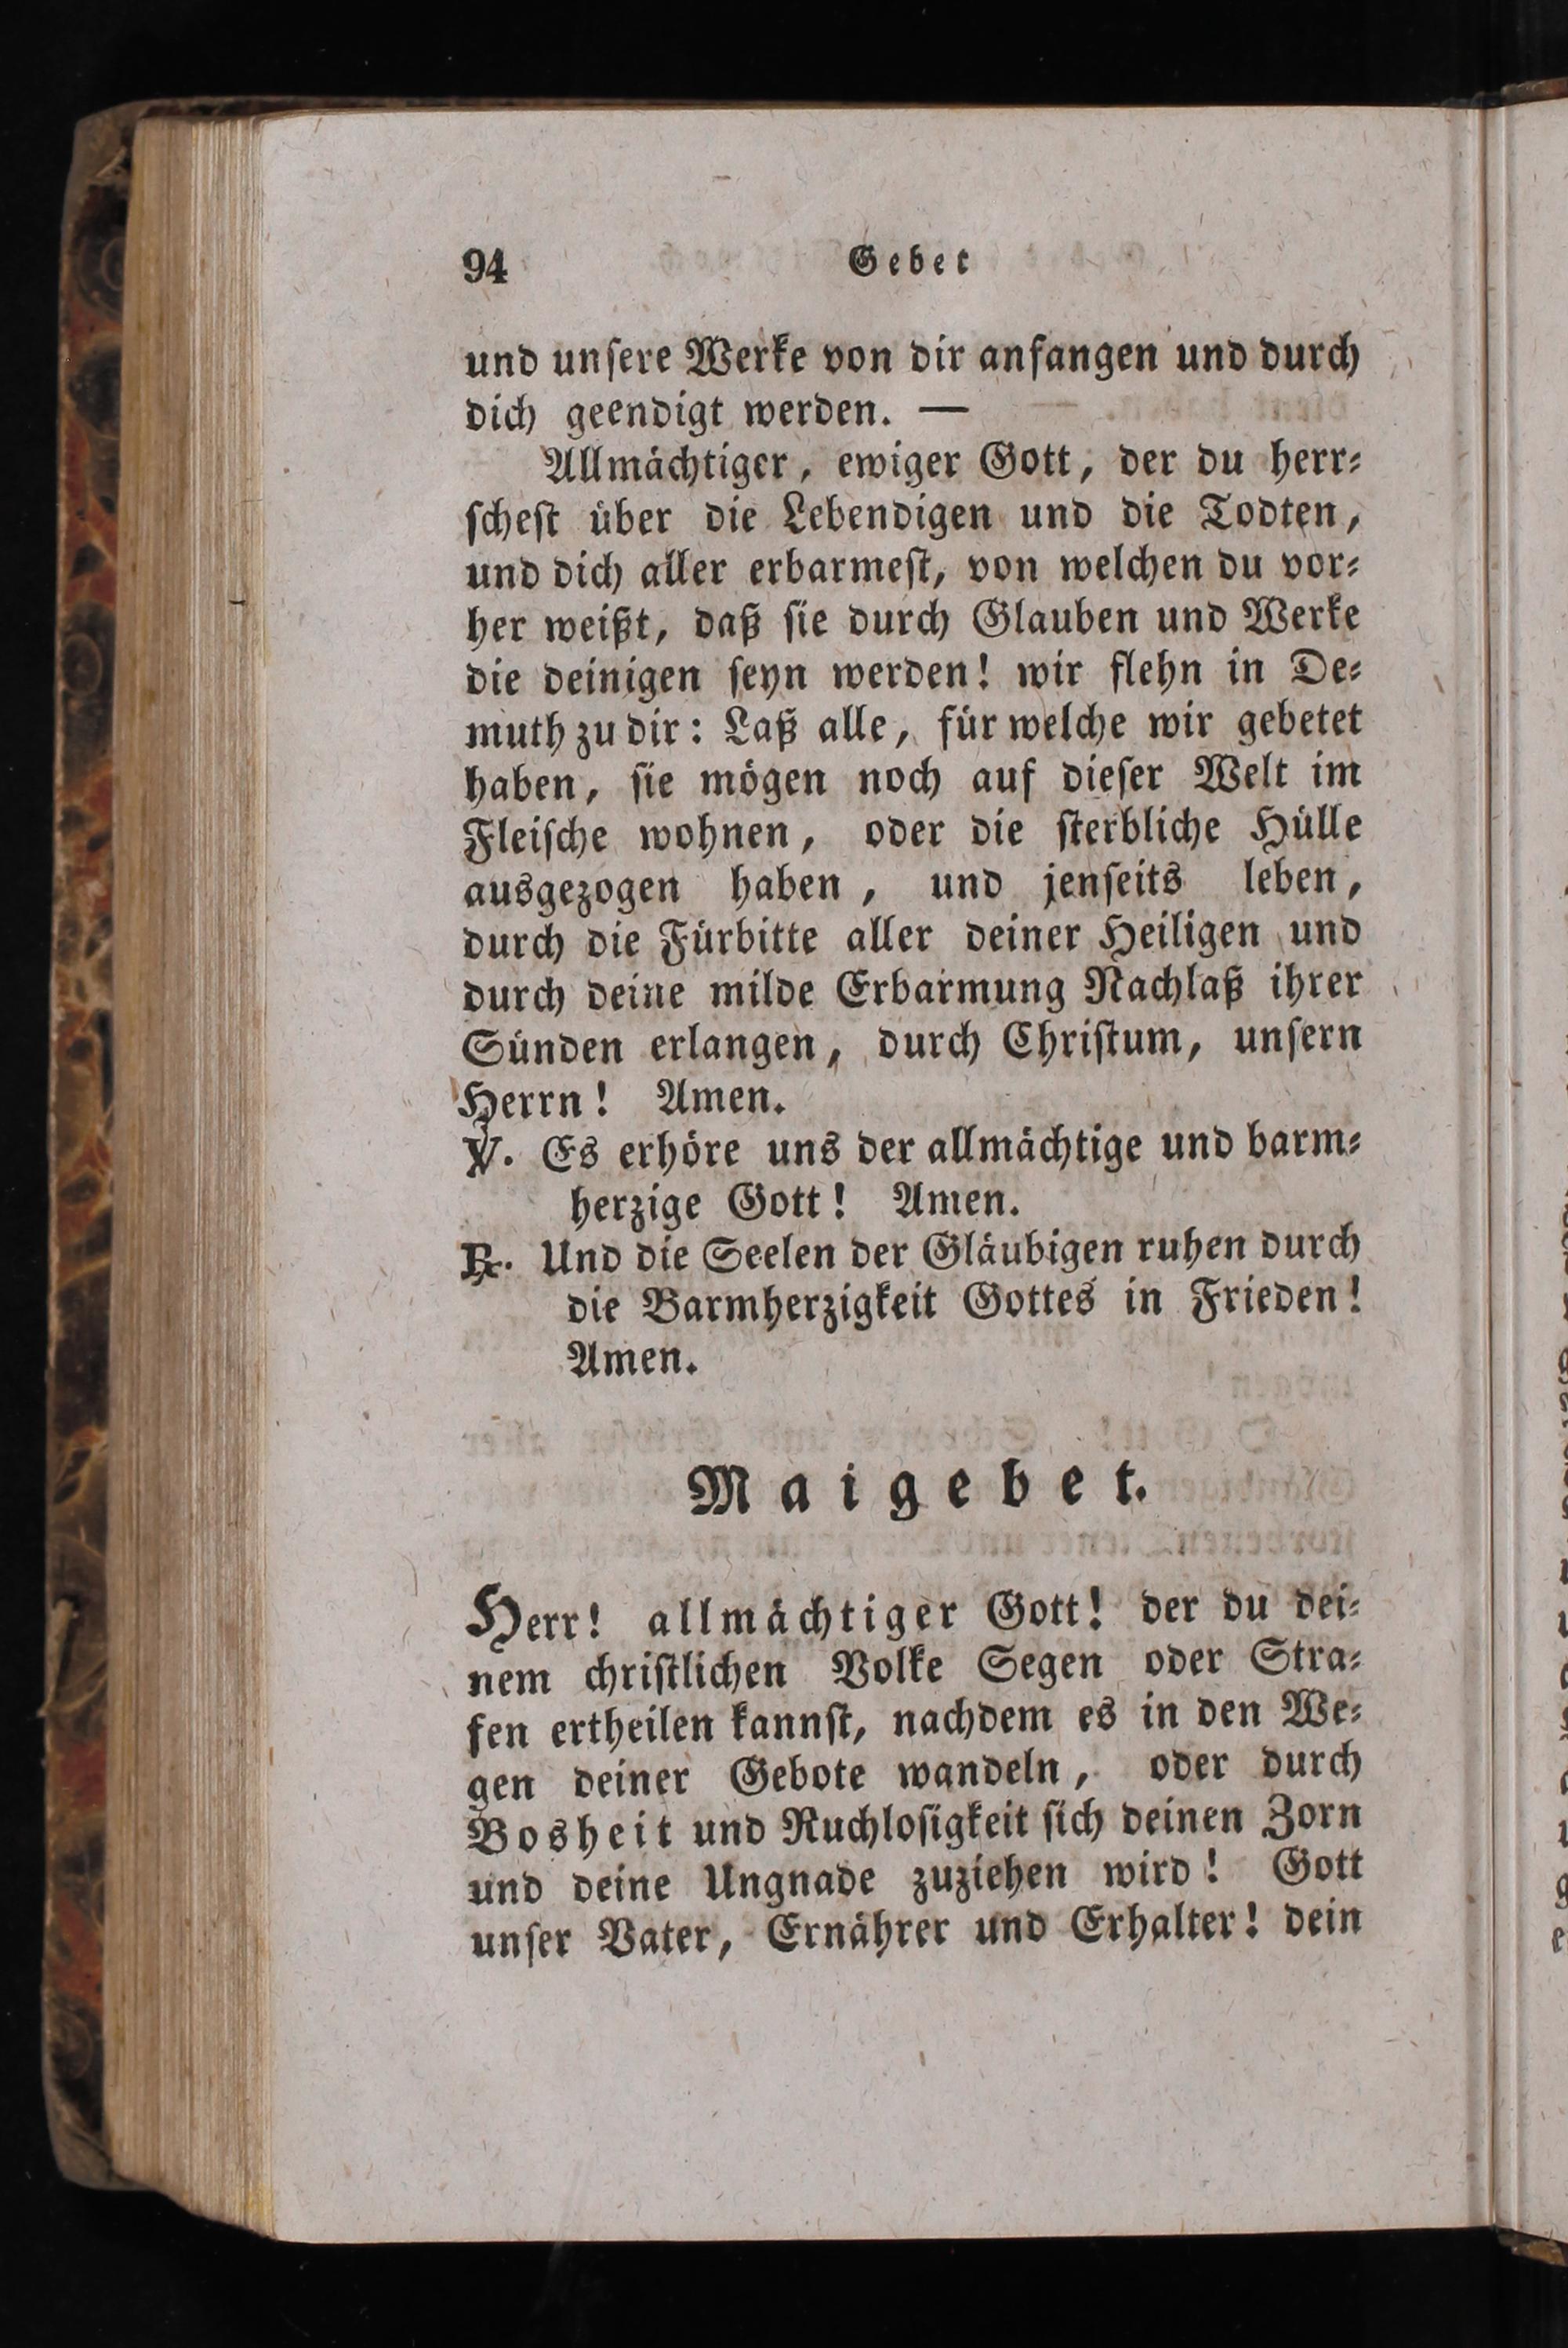 94 Gebet
und unſere Werke von dir anfangen und durch
dich geendigt werden. —
Allmächtiger, ewiger Gott, der du herr⸗
ſcheſt über die Lebendigen und die Todten,
und dich aller erbarmeſt, von welchen du vor⸗
her weißt, daß ſie durch Glauben und Werke
die deinigen ſeyn werden! wir flehn in De⸗
muth zu dir: Laß alle, für welche wir gebetet
haben, ſie mögen noch auf dieſer Welt im
Fleiſche wohnen, oder die ſterbliche Hülle
ausgezogen haben, und jenſeits leben,
durch die Fürbitte aller deiner Heiligen und
durch deine milde Erbarmung Nachlaß ihrer
Sünden erlangen, durch Chriſtum, unſern
Herrn! Amen.
℣. Es erhöre uns der allmächtige und barm⸗
herzige Gott! Amen.
℟. Und die Seelen der Gläubigen ruhen durch
die Barmherzigkeit Gottes in Frieden!
Amen.
Maigebet.
Herr! allmächtiger Gott! der du dei⸗
nem chriſtlichen Volke Segen oder Stra⸗
fen ertheilen kannſt, nachdem es in den We⸗
gen deiner Gebote wandeln, oder durch
Bosheit und Ruchloſigkeit ſich deinen Zorn
und deine Ungnade zuziehen wird! Gott
unſer Vater, Ernährer und Erhalter! dein